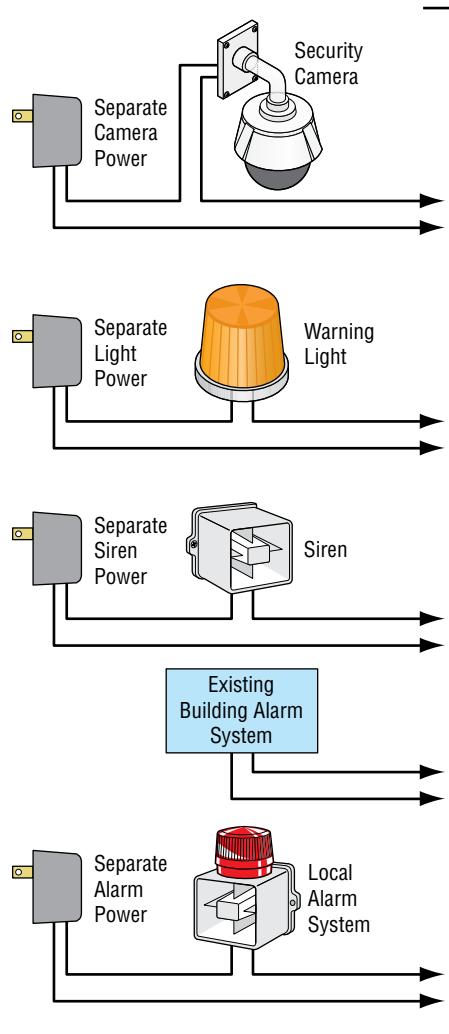 Security
Camera
Separate
Camera
Power
Separate
Light
Power
Warning
Light
Separate
Siren
Power
Siren
Existing
Building Alarm
System
Separate
Alarm
Power
Local
Alarm
System